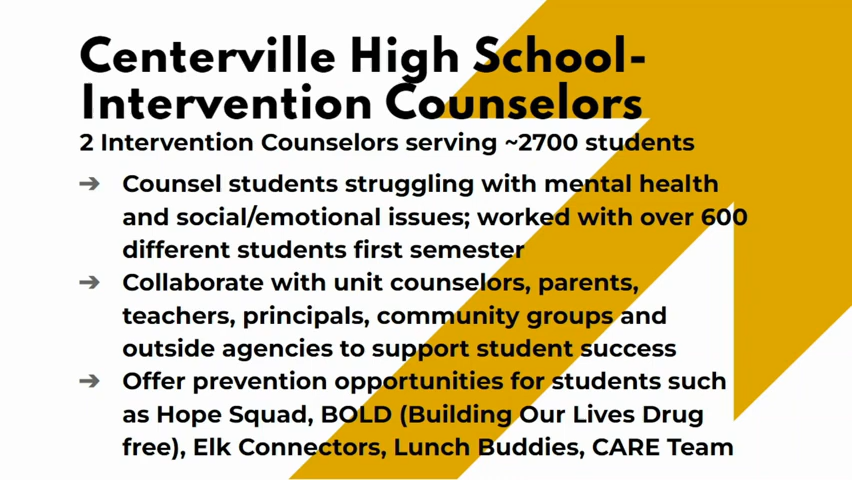 Centerville High School-
Intervention Counselors
2 Intervention Counselors serving ~2700 students
➔ Counsel students struggling with mental health
and social/emotional issues; worked with over 600
different students first semester
➔ Collaborate with unit counselors, parents,
teachers, principals, community groups and
outside agencies to support student success
➔ Offer prevention opportunities for students such
as Hope Squad, BOLD (Building Our Lives Drug
free), Elk Connectors, Lunch Buddies, CARE Team